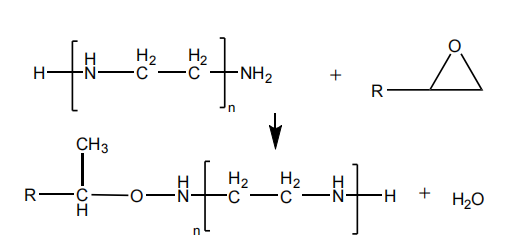 H N H C H₂ C H₂ C NH₂ n + R O
CH₃
R C H O N H n C H₂ C H₂ N H H + H₂O